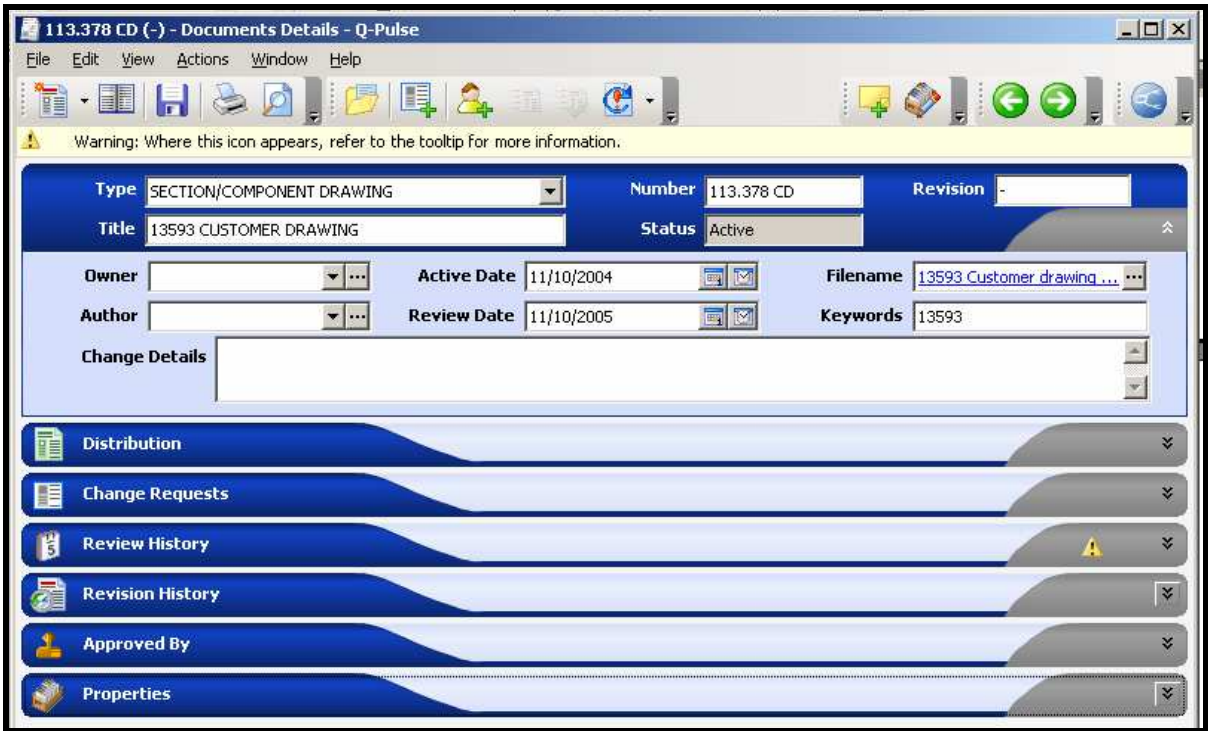 113.378 CD (-) - Documents Details - Q-Pulse
File Edit View Actions Window Help
Warning: Where this icon appears, refer to the tooltip for more information.
Type SECTION/COMPONENT DRAWING Number 113.378 CD Revision -
Title 13593 CUSTOMER DRAWING Status Active
Owner Active Date 11/10/2004 Filename 13593 Customer drawing ...
Author Review Date 11/10/2005 Keywords 13593
Change Details
Distribution
Change Requests
Review History
Revision History
Approved By
Properties